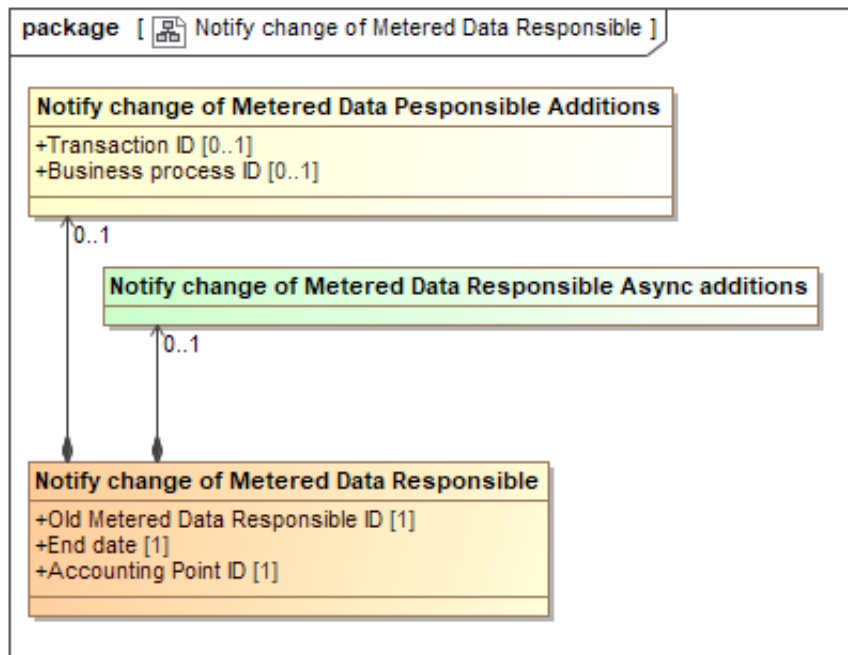 package [ Notify change of Metered Data Responsible ]
Notify change of Metered Data Pesponsible Additions
+Transaction ID [0..1]
+Business process ID [0..1]
0..1
Notify change of Metered Data Responsible Async additions
0..1
Notify change of Metered Data Responsible
+Old Metered Data Responsible ID [1]
+End date [1]
+Accounting Point ID [1]